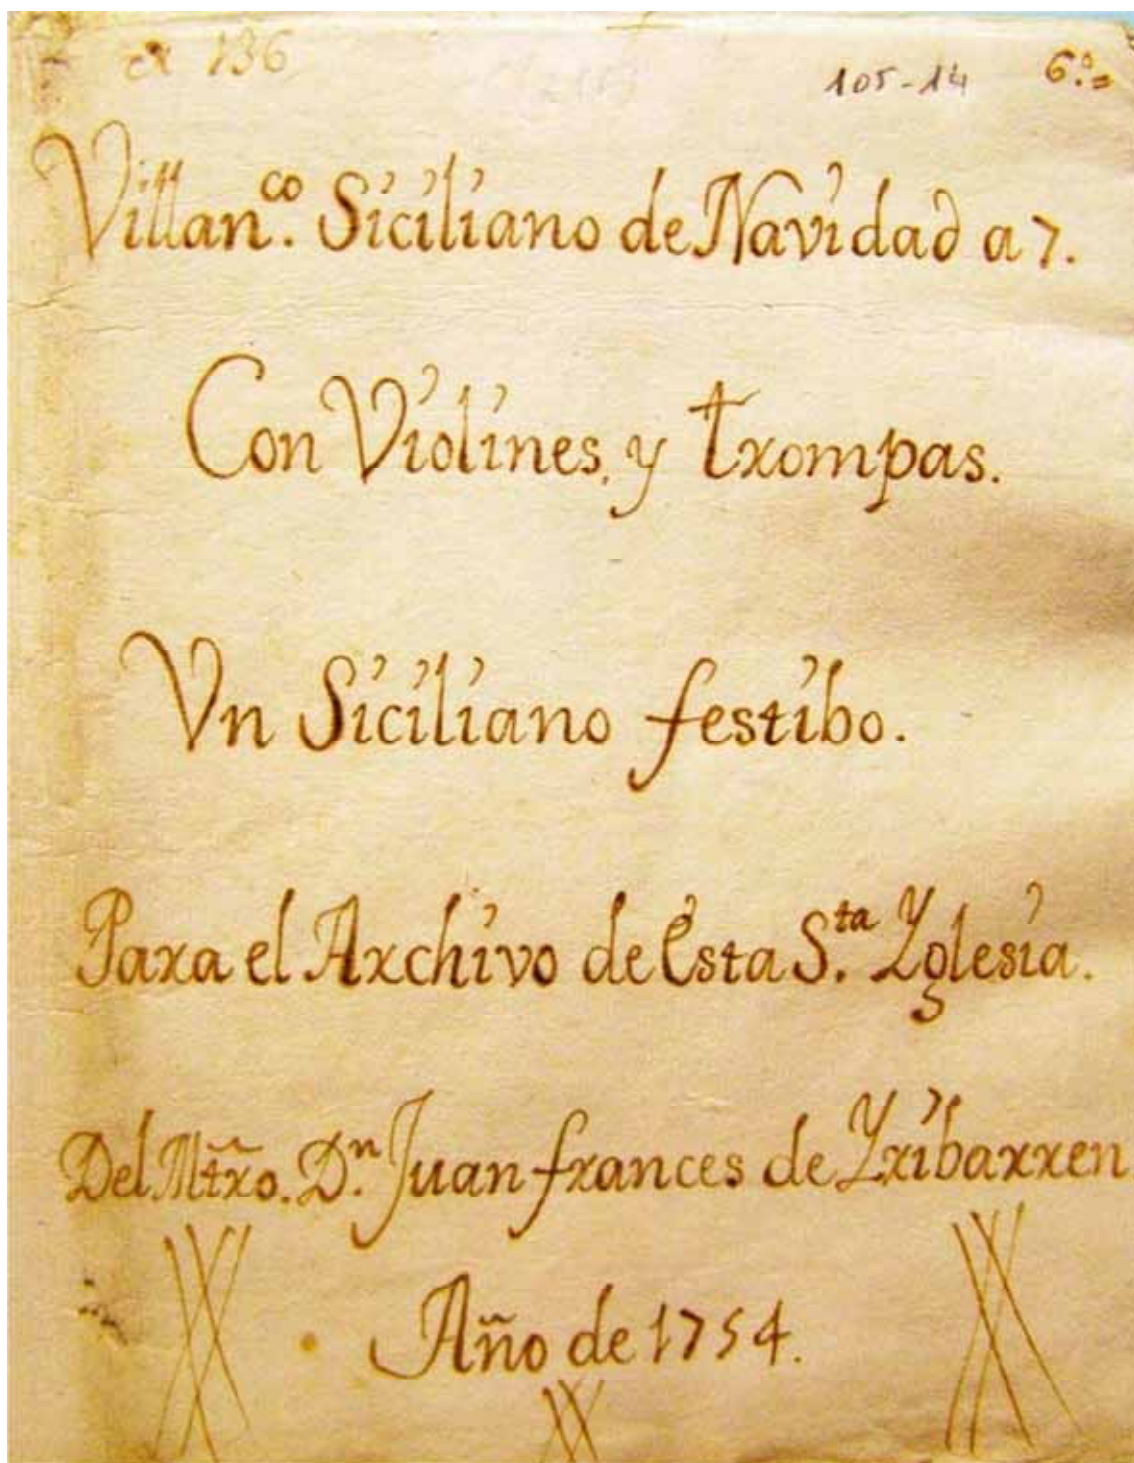 136
105-14 6.º=
Villan.co Siciliano de Navidad a 7.
Con Violines, y trompas.
Vn Siciliano festibo.
Para el Archivo de Esta S.ta Yglesia.
Del Mtr̃o. D.n Juan frances de Yribarren
Año de 1754.